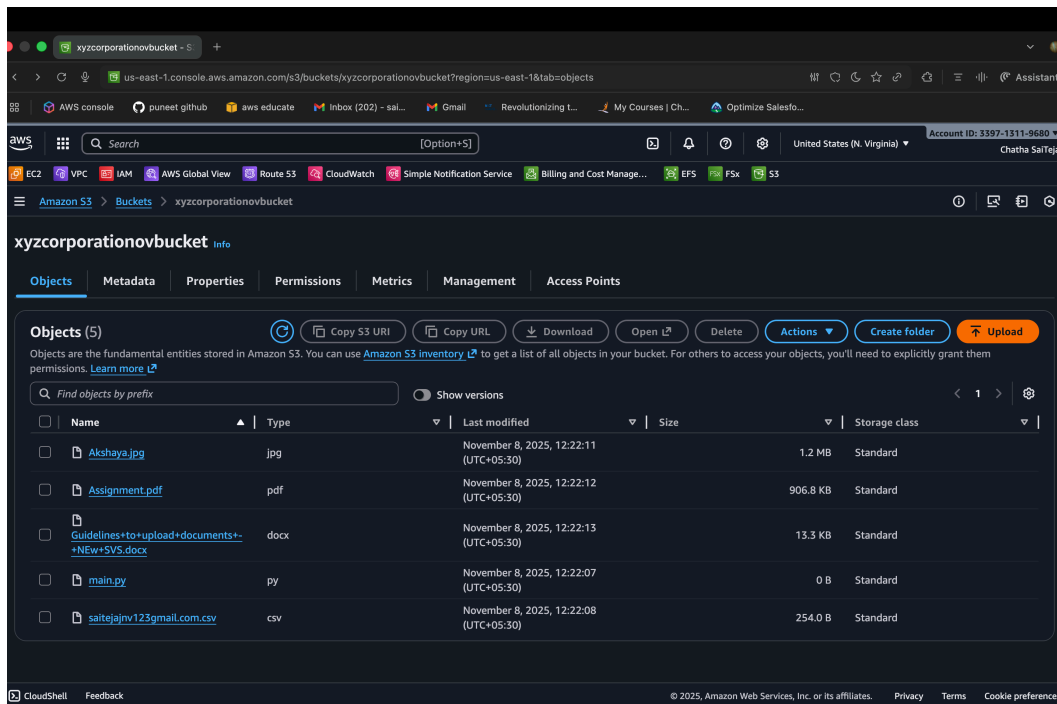 xyzcorporationovbucket - S
us-east-1.console.aws.amazon.com/s3/buckets/xyzcorporationovbucket?region=us-east-1&tab=objects
Assistant
AWS console puneet github aws educate Inbox (202) - sai... Gmail Revolutionizing t... My Courses | Ch... Optimize Salesfo...
aws Search [Option+S] United States (N. Virginia) Account ID: 3397-1311-9680
Chatha SaiTeja
EC2 VPC IAM AWS Global View Route 53 CloudWatch Simple Notification Service Billing and Cost Manage... EFS FSx FSx S3
Amazon S3 > Buckets > xyzcorporationovbucket
xyzcorporationovbucket Info
Objects Metadata Properties Permissions Metrics Management Access Points
Objects (5) Copy S3 URI Copy URL Download Open Delete Actions Create folder Upload
Objects are the fundamental entities stored in Amazon S3. You can use Amazon S3 inventory to get a list of all objects in your bucket. For others to access your objects, you'll need to explicitly grant them
permissions. Learn more
Find objects by prefix Show versions 1
Name Type Last modified Size Storage class
Akshaya.jpg jpg November 8, 2025, 12:22:11 (UTC+05:30) 1.2 MB Standard
Assignment.pdf pdf November 8, 2025, 12:22:12 (UTC+05:30) 906.8 KB Standard
Guidelines+to+upload+documents+-
+NEw+SVS.docx docx November 8, 2025, 12:22:13 (UTC+05:30) 13.3 KB Standard
main.py py November 8, 2025, 12:22:07 (UTC+05:30) 0 B Standard
saitejajnv123gmail.com.csv csv November 8, 2025, 12:22:08 (UTC+05:30) 254.0 B Standard
CloudShell Feedback © 2025, Amazon Web Services, Inc. or its affiliates. Privacy Terms Cookie preference